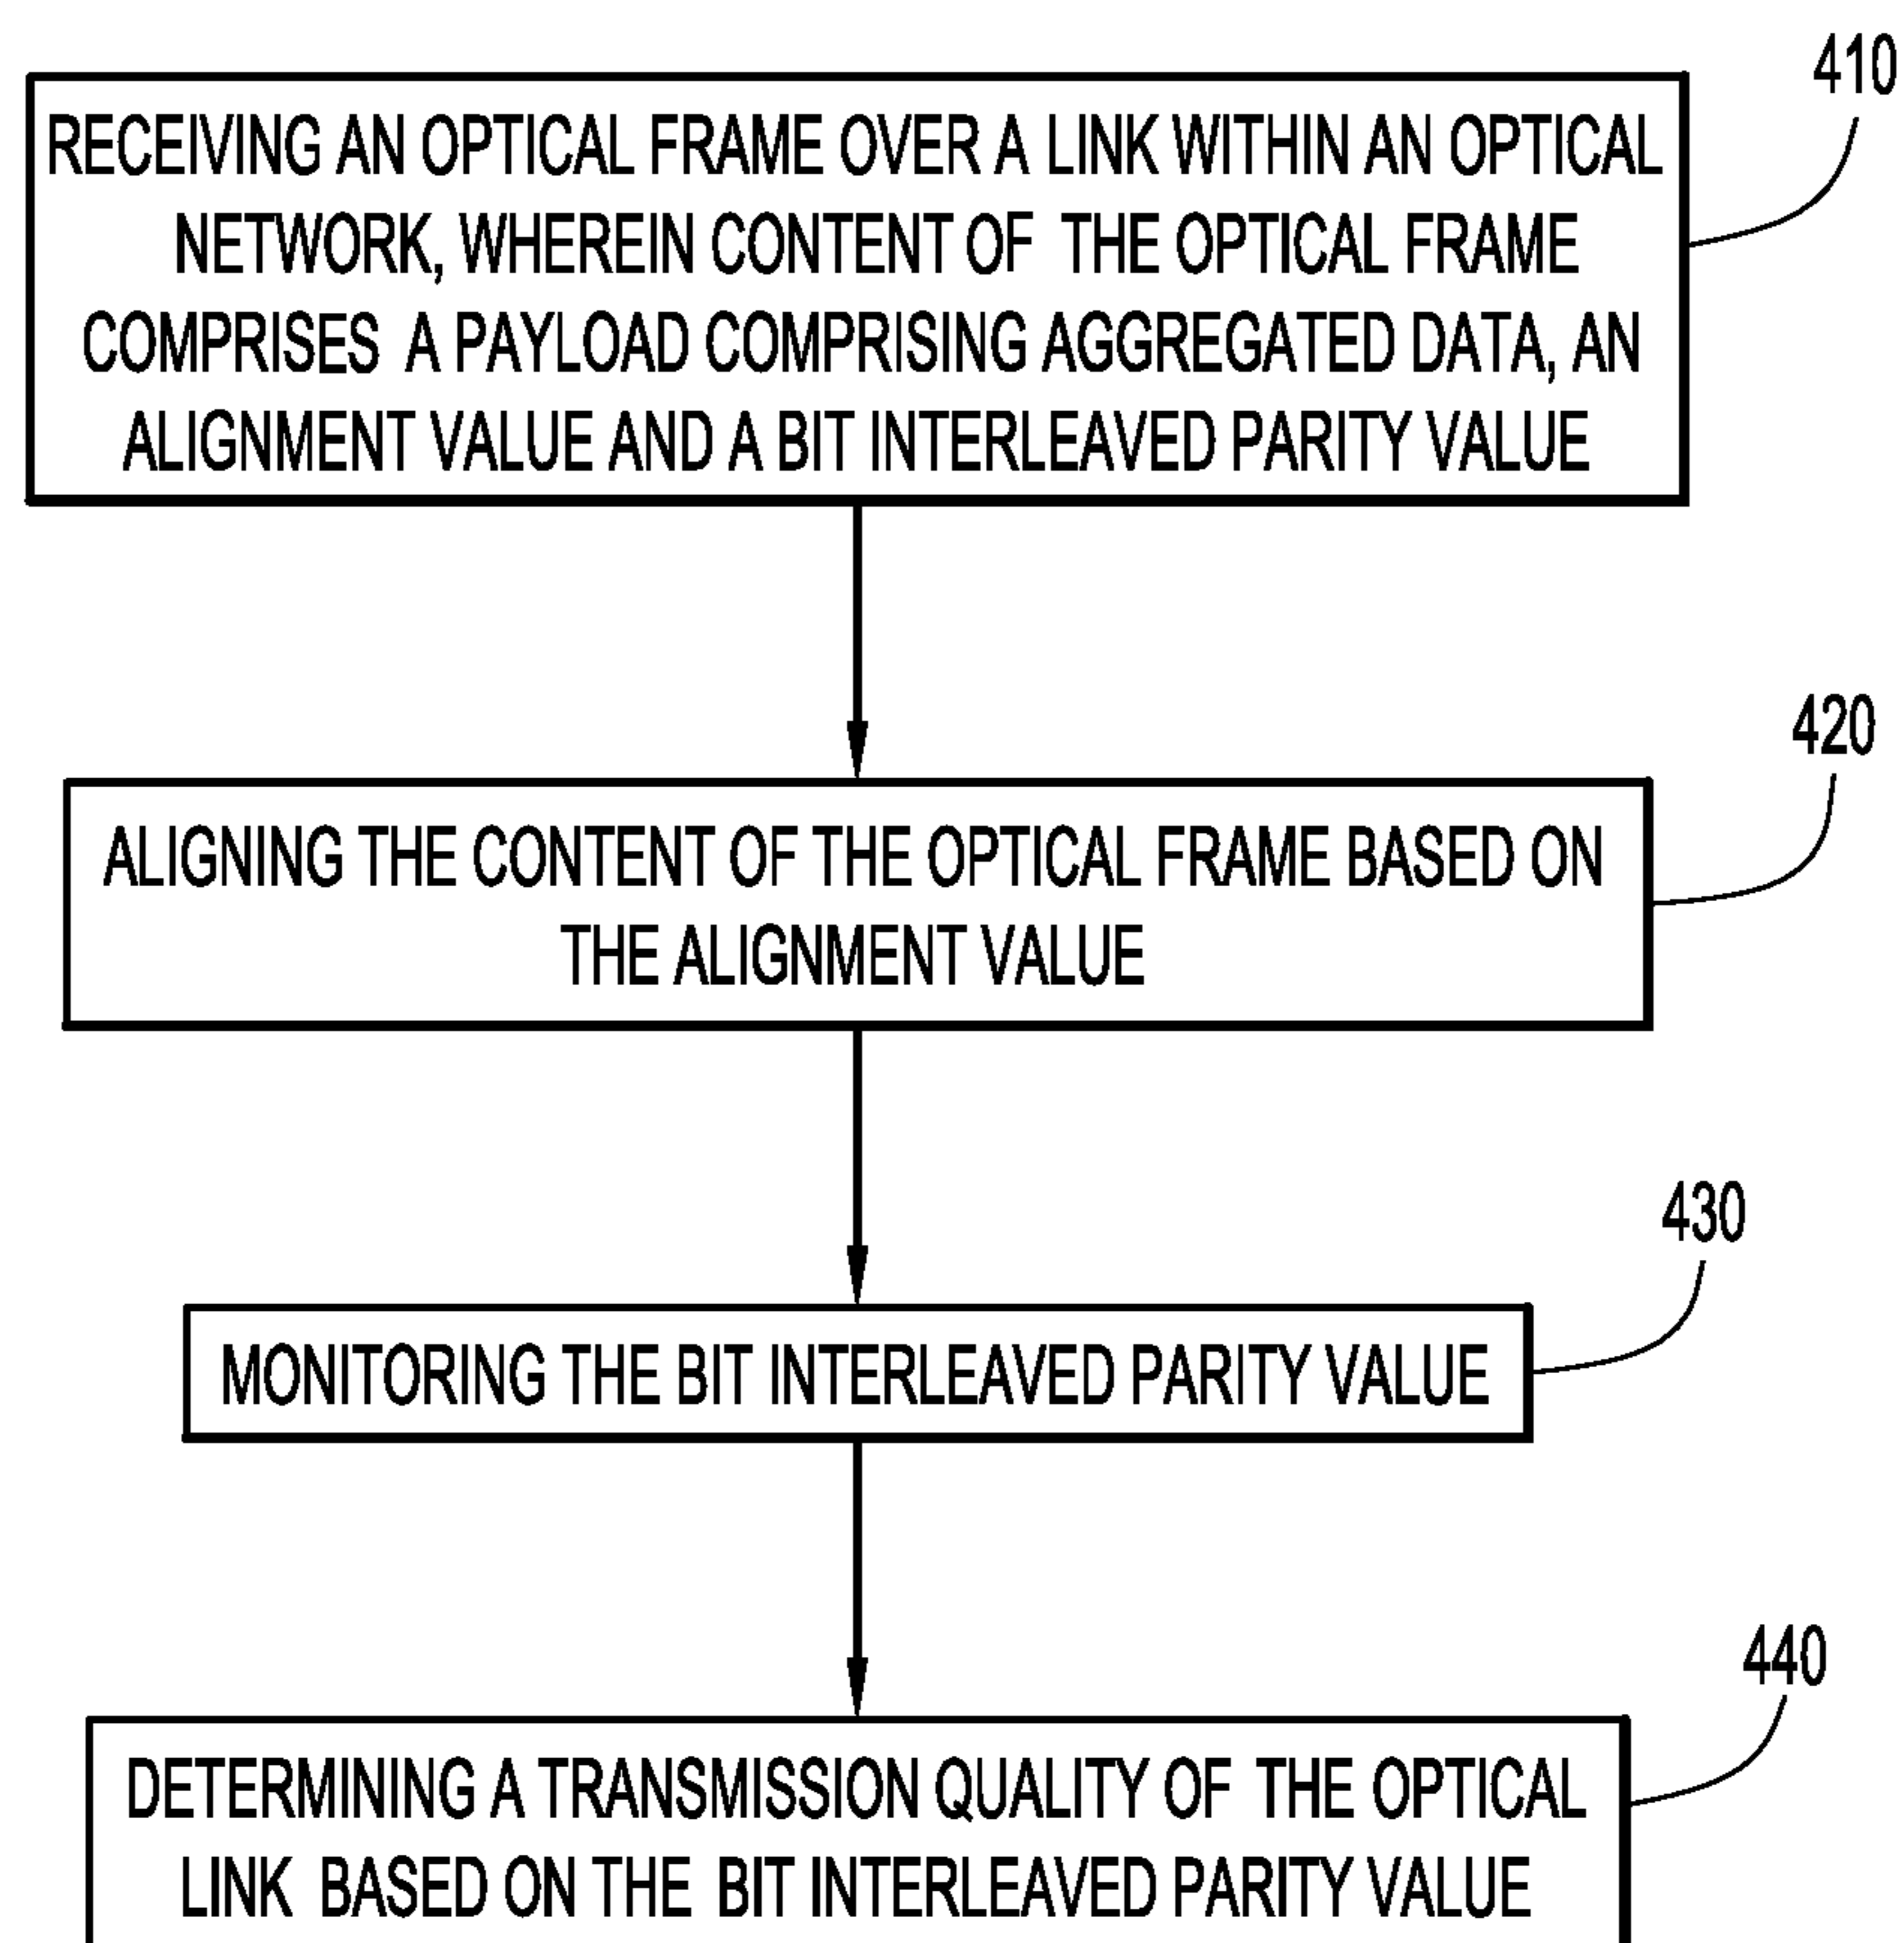 410
RECEIVING AN OPTICAL FRAME OVER A LINK WITHIN AN OPTICAL
NETWORK, WHEREIN CONTENT OF THE OPTICAL FRAME
COMPRISES A PAYLOAD COMPRISING AGGREGATED DATA, AN
ALIGNMENT VALUE AND A BIT INTERLEAVED PARITY VALUE
420
ALIGNING THE CONTENT OF THE OPTICAL FRAME BASED ON
THE ALIGNMENT VALUE
430
MONITORING THE BIT INTERLEAVED PARITY VALUE
440
DETERMINING A TRANSMISSION QUALITY OF THE OPTICAL
LINK BASED ON THE BIT INTERLEAVED PARITY VALUE